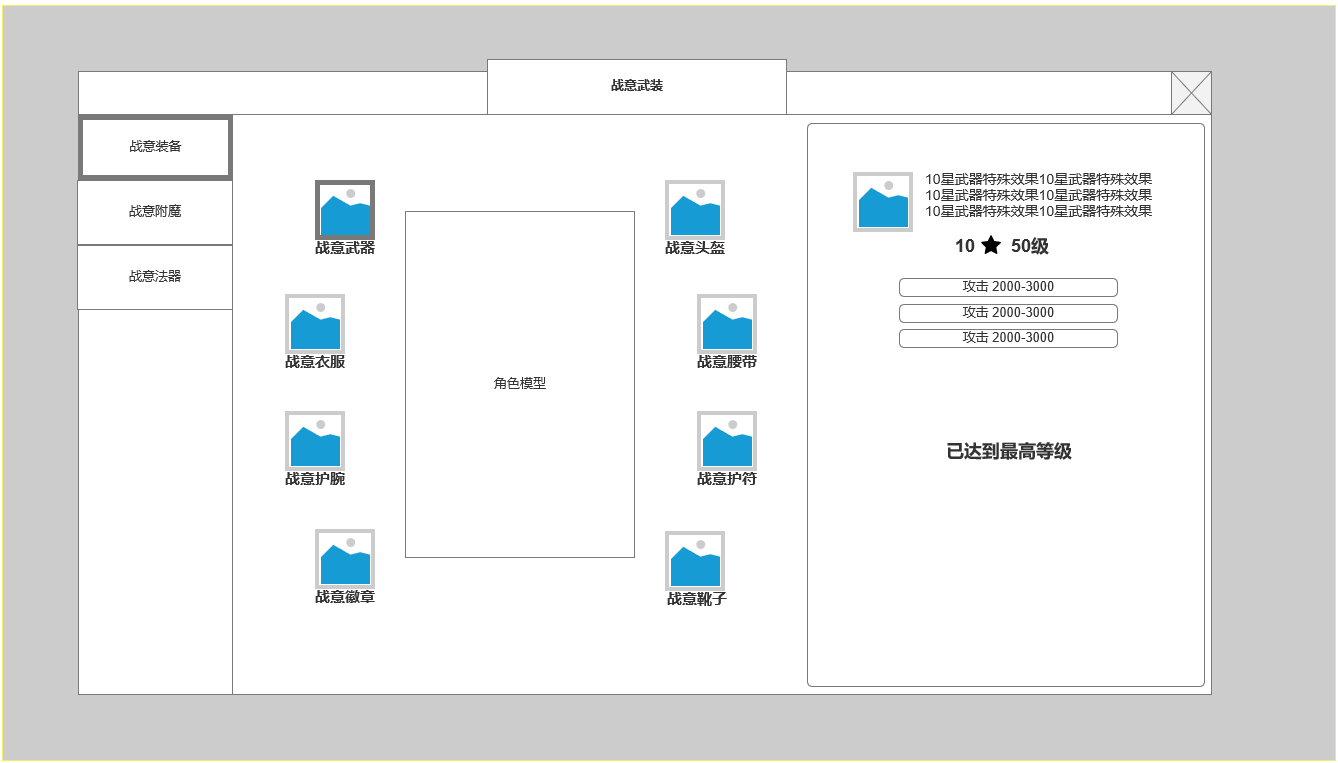 战意武装
战意装备
战意附魔
战意法器
战意武器
战意头盔
战意衣服
战意腰带
角色模型
战意护腕
战意护符
战意徽章
战意靴子
10星武器特殊效果10星武器特殊效果
10星武器特殊效果10星武器特殊效果
10星武器特殊效果10星武器特殊效果
10 ★ 50级
攻击 2000-3000
攻击 2000-3000
攻击 2000-3000
已达到最高等级